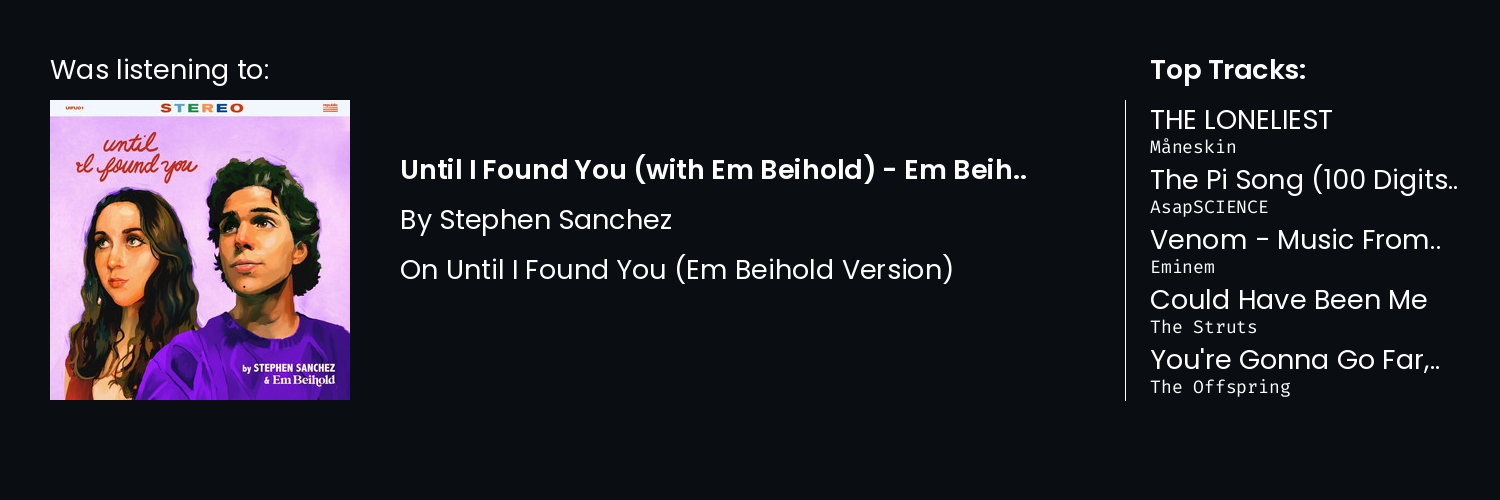 Was listening to:
STEREO
until
I found you
by STEPHEN SANCHEZ
& Em Beihold
Until I Found You (with Em Beihold) - Em Beih..
By Stephen Sanchez
On Until I Found You (Em Beihold Version)
Top Tracks:
THE LONELIEST
Måneskin
The Pi Song (100 Digits..
AsapSCIENCE
Venom - Music From..
Eminem
Could Have Been Me
The Struts
You're Gonna Go Far,..
The Offspring